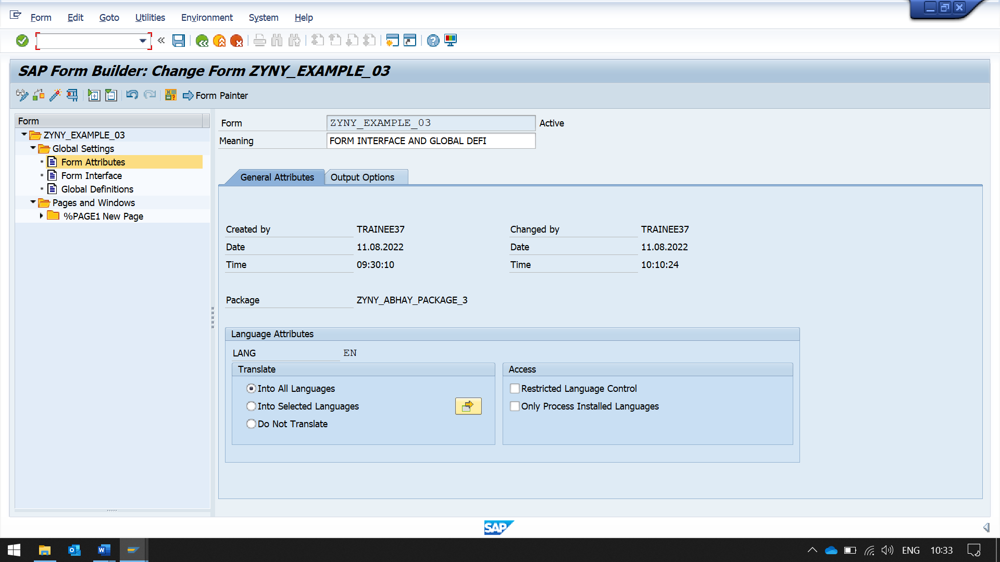 Form Edit Goto Utilities Environment System Help
SAP Form Builder: Change Form ZYNY_EXAMPLE_03
Form Painter
Form
ZYNY_EXAMPLE_03
Global Settings
Form Attributes
Form Interface
Global Definitions
Pages and Windows
%PAGE1 New Page
Form ZYNY_EXAMPLE_03 Active
Meaning FORM INTERFACE AND GLOBAL DEFI
General Attributes Output Options
Created by TRAINEE37 Changed by TRAINEE37
Date 11.08.2022 Date 11.08.2022
Time 09:30:10 Time 10:10:24
Package ZYNY_ABHAY_PACKAGE_3
Language Attributes
LANG EN
Translate Access
Into All Languages Restricted Language Control
Into Selected Languages Only Process Installed Languages
Do Not Translate
SAP
ENG 10:33